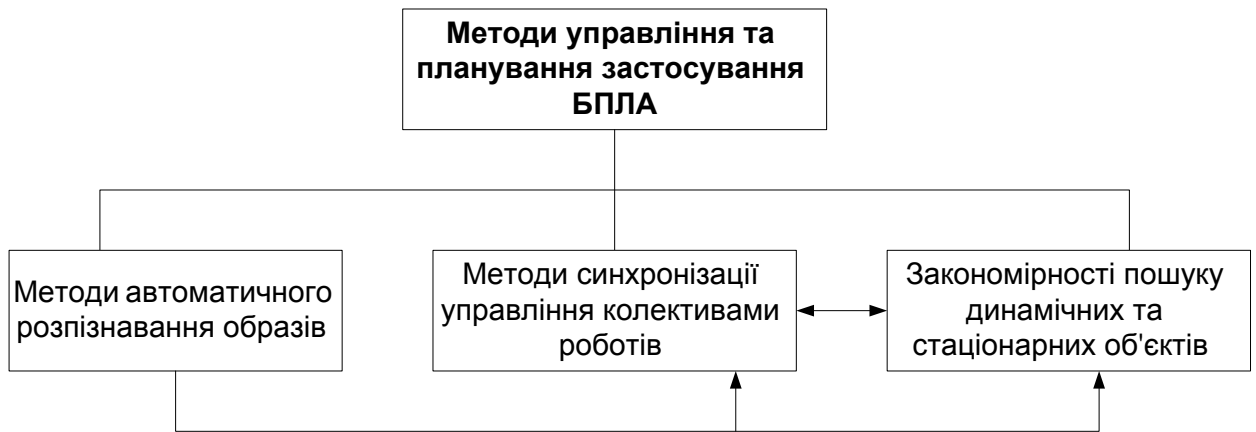 Методи управління та
планування застосування
БПЛА
Методи автоматичного
розпізнавання образів
Методи синхронізації
управління колективами
роботів
Закономірності пошуку
динамічних та
стаціонарних об'єктів